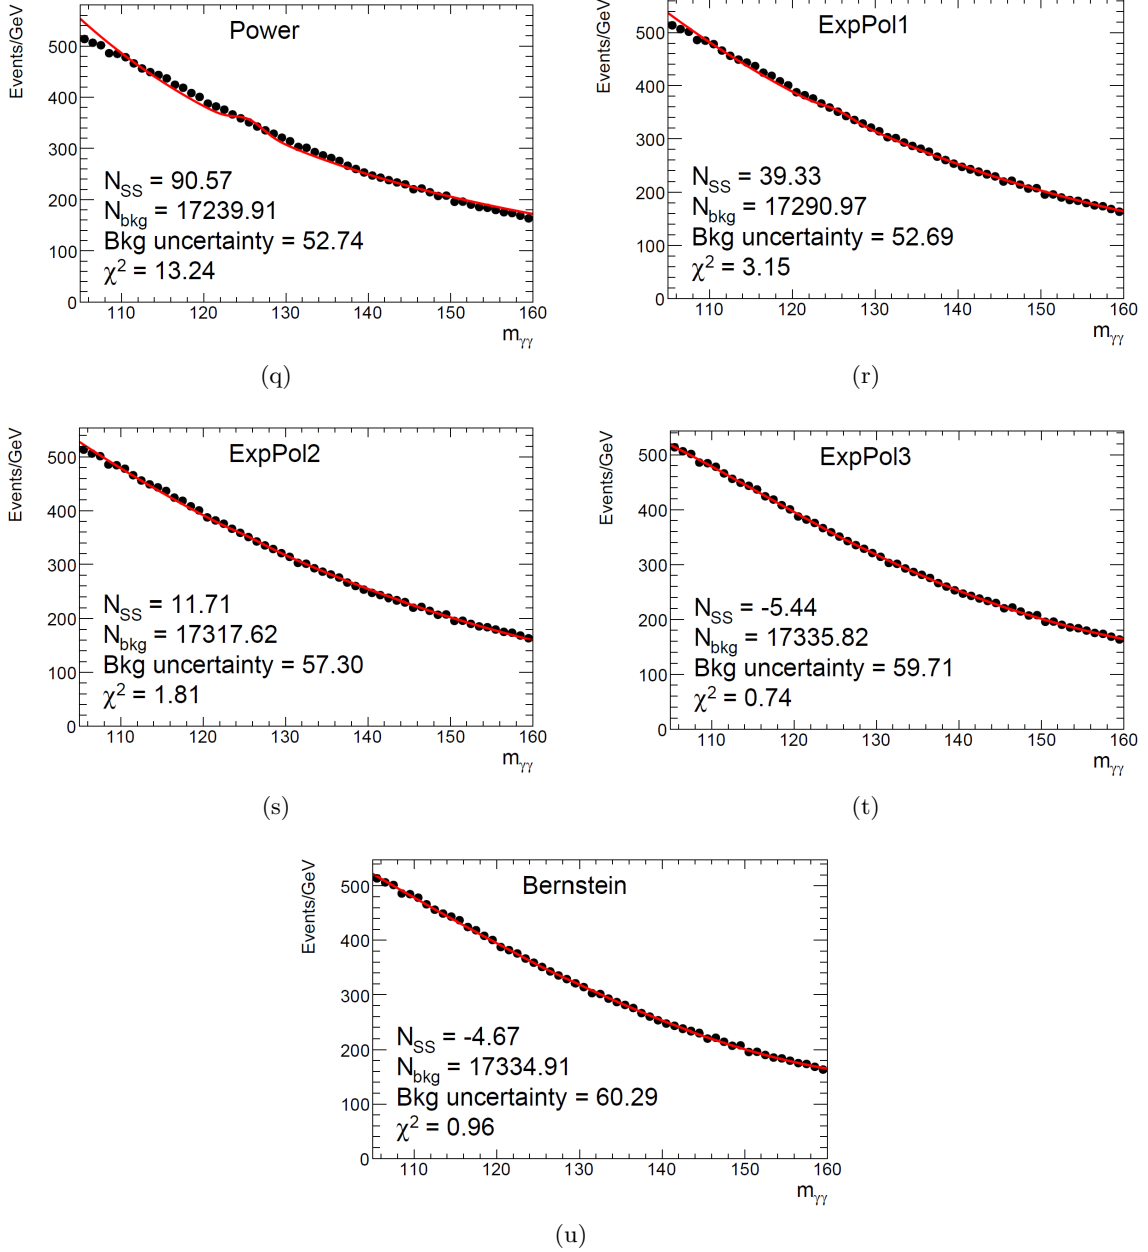 Power
Events/GeV
500
400
300
200
100
0
N_SS = 90.57
N_bkg = 17239.91
Bkg uncertainty = 52.74
χ² = 13.24
110 120 130 140 150 160
m_γγ
(q)
ExpPol1
Events/GeV
500
400
300
200
100
0
N_SS = 39.33
N_bkg = 17290.97
Bkg uncertainty = 52.69
χ² = 3.15
110 120 130 140 150 160
m_γγ
(r)
ExpPol2
Events/GeV
500
400
300
200
100
0
N_SS = 11.71
N_bkg = 17317.62
Bkg uncertainty = 57.30
χ² = 1.81
110 120 130 140 150 160
m_γγ
(s)
ExpPol3
Events/GeV
500
400
300
200
100
0
N_SS = -5.44
N_bkg = 17335.82
Bkg uncertainty = 59.71
χ² = 0.74
110 120 130 140 150 160
m_γγ
(t)
Bernstein
Events/GeV
500
400
300
200
100
0
N_SS = -4.67
N_bkg = 17334.91
Bkg uncertainty = 60.29
χ² = 0.96
110 120 130 140 150 160
m_γγ
(u)